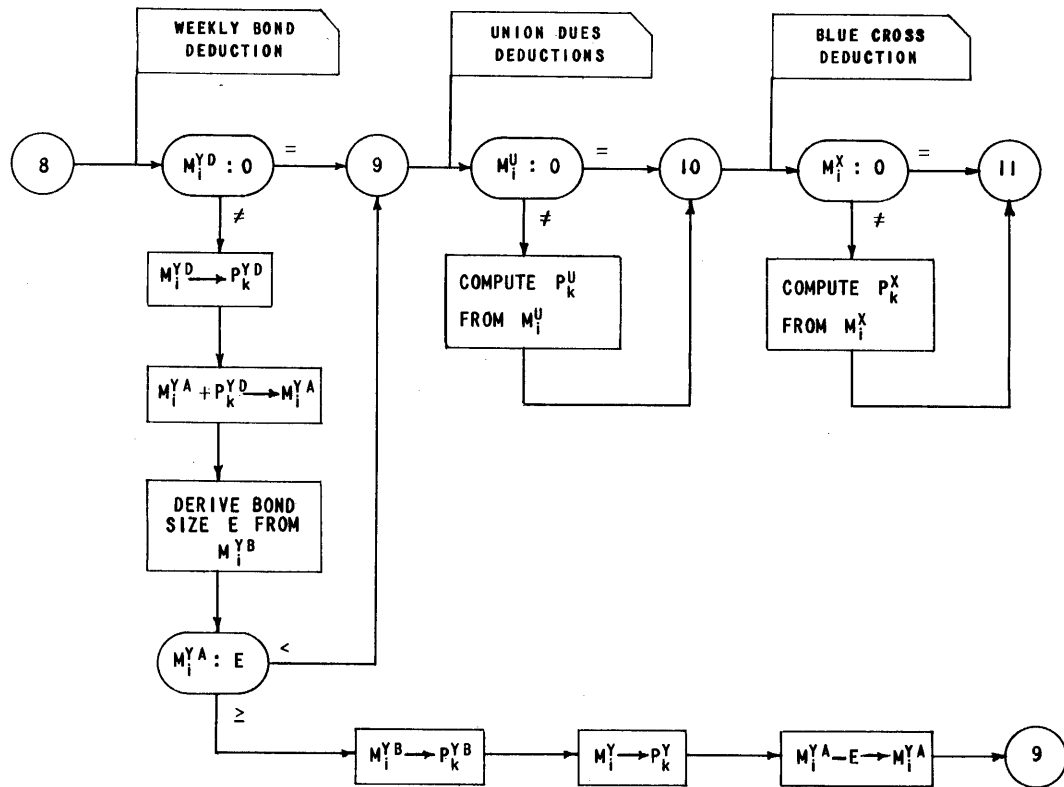 WEEKLY BOND
DEDUCTION
UNION DUES
DEDUCTIONS
BLUE CROSS
DEDUCTION
8
M_i^YD : 0
=
9
M_i^U : 0
=
10
M_i^X : 0
=
11
≠
≠
≠
M_i^YD → P_k^YD
COMPUTE P_k^U
FROM M_i^U
COMPUTE P_k^X
FROM M_i^X
M_i^YA + P_k^YD → M_i^YA
DERIVE BOND
SIZE E FROM
M_i^YB
M_i^YA : E
<
≥
M_i^YB → P_k^YB
M_i^Y → P_k^Y
M_i^YA – E → M_i^YA
9